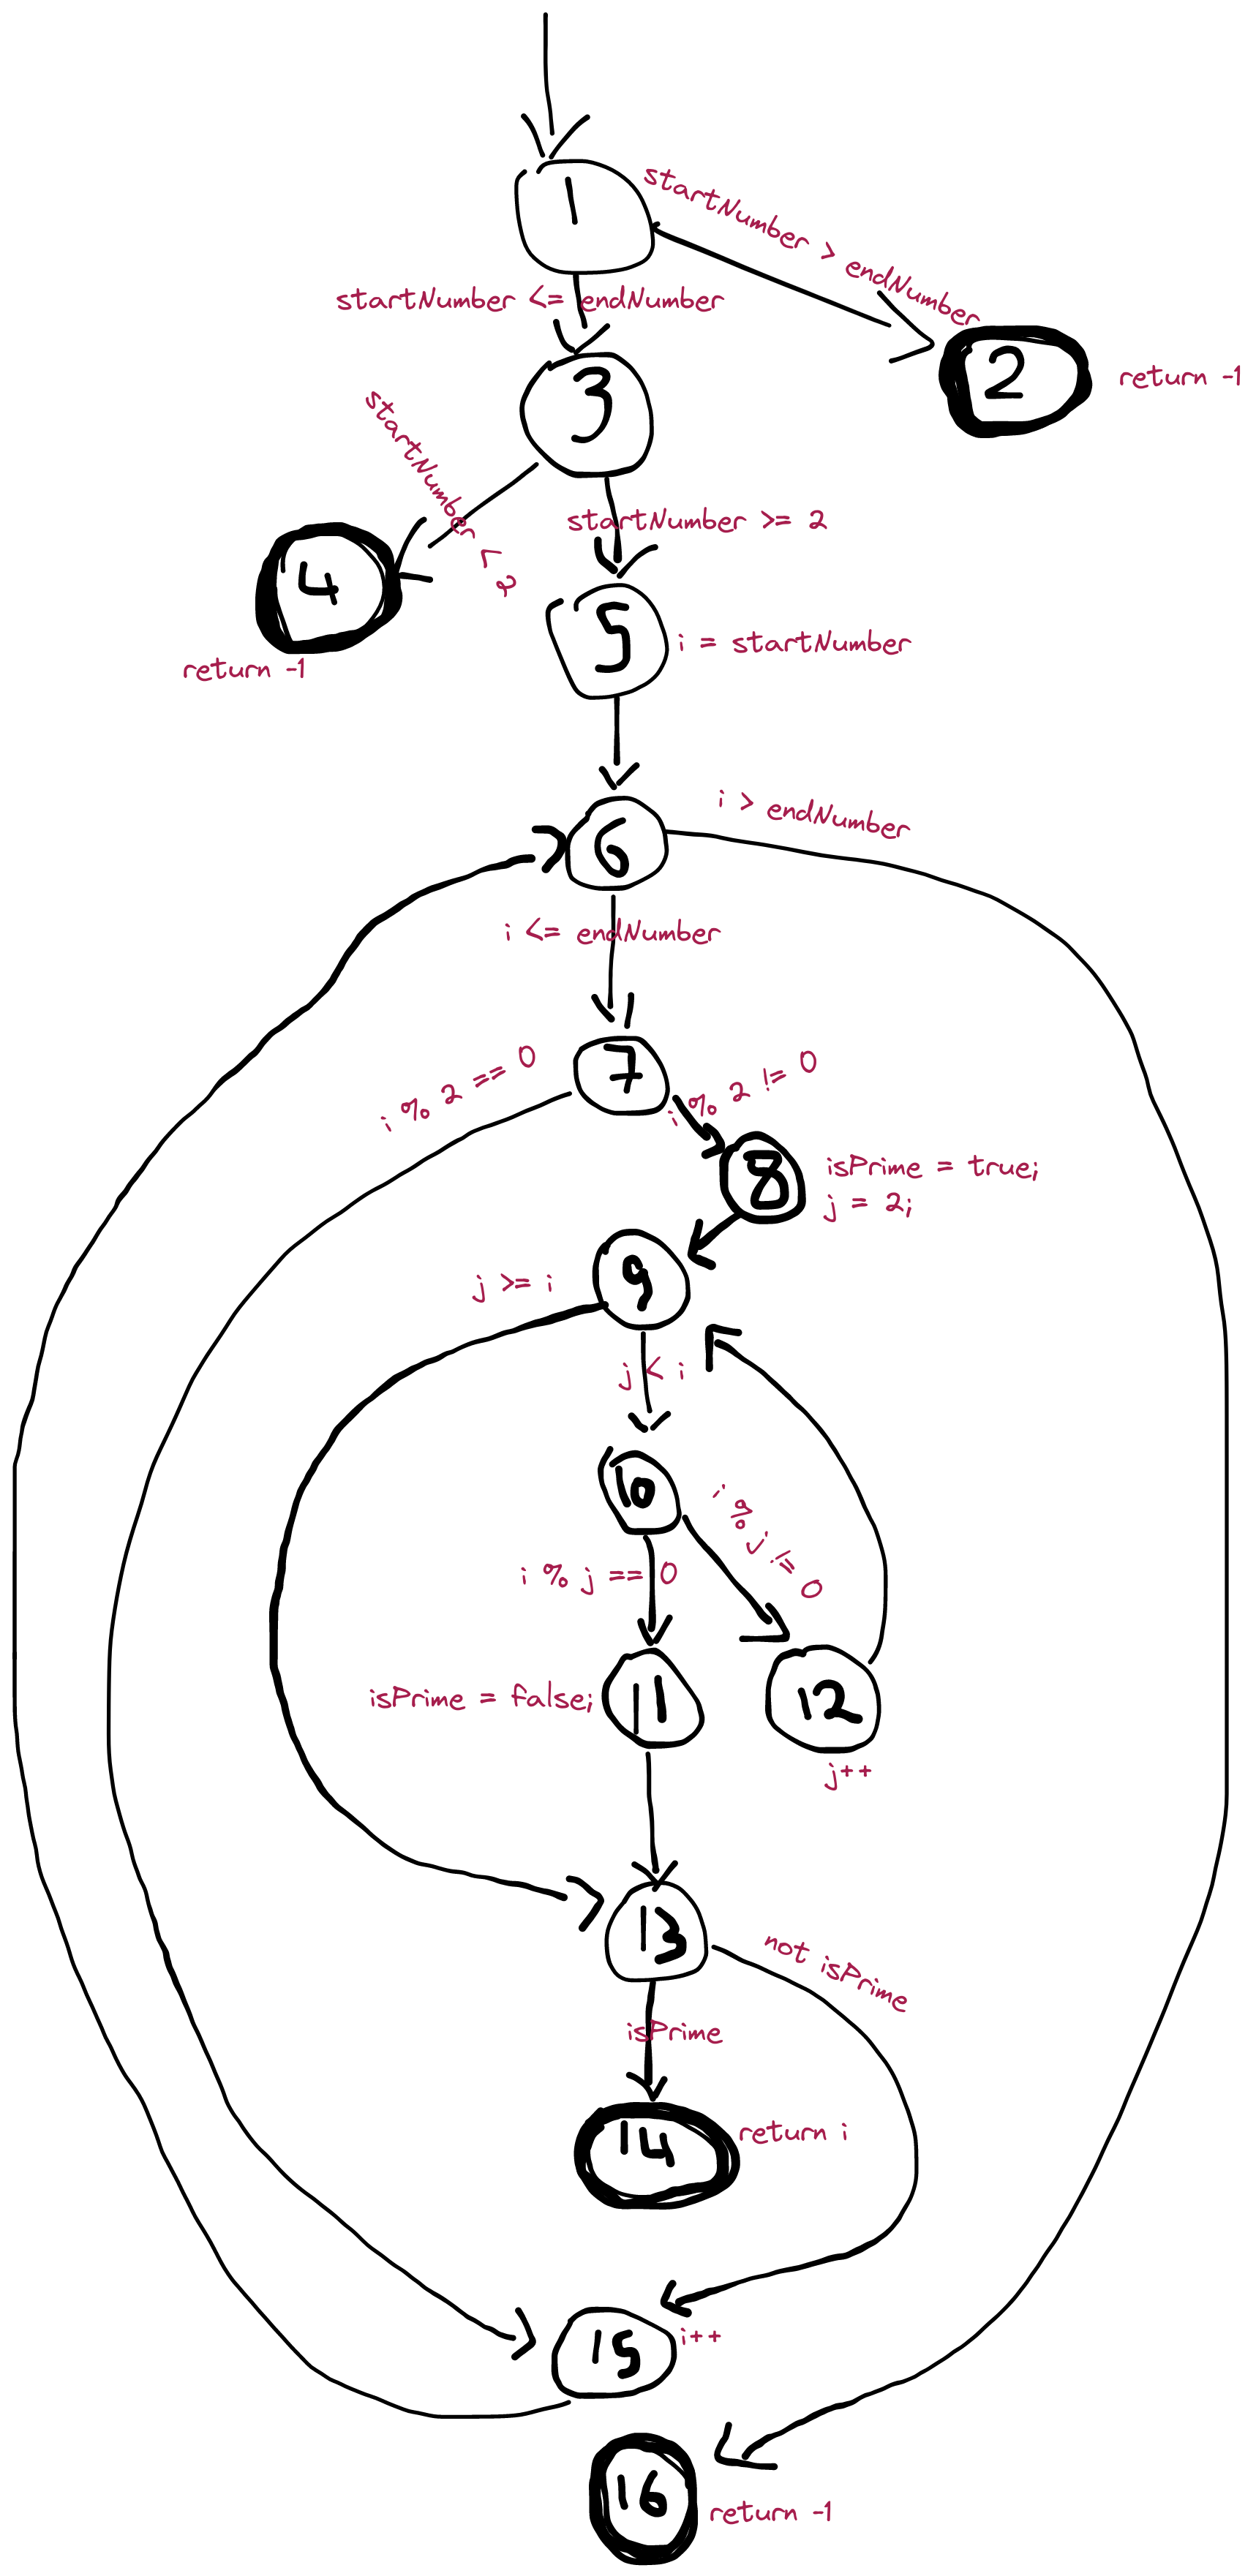 1
startNumber > endNumber
startNumber <= endNumber
2
return -1
3
startNumber < 2
startNumber >= 2
4
return -1
5
i = startNumber
6
i > endNumber
i <= endNumber
7
i % 2 == 0
i % 2 != 0
8
isPrime = true;
j = 2;
9
j >= i
j < i
10
i % j == 0
i % j != 0
11
isPrime = false;
12
j++
13
not isPrime
isPrime
14
return i
15
i++
16
return -1